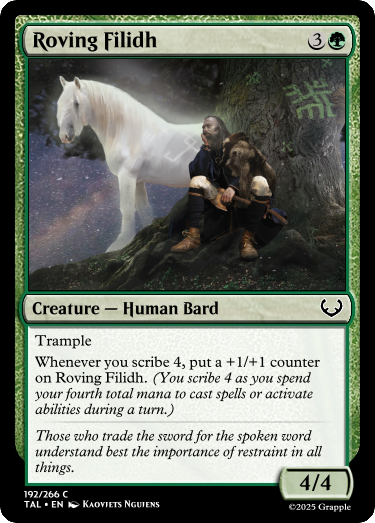 Roving Filidh 3
Creature — Human Bard
Trample
Whenever you scribe 4, put a +1/+1 counter
on Roving Filidh. (You scribe 4 as you spend
your fourth total mana to cast spells or activate
abilities during a turn.)
Those who trade the sword for the spoken word
understand best the importance of restraint in all
things.
4/4
192/266 C
TAL • EN Kaoviets Nguiens
©2025 Grapple